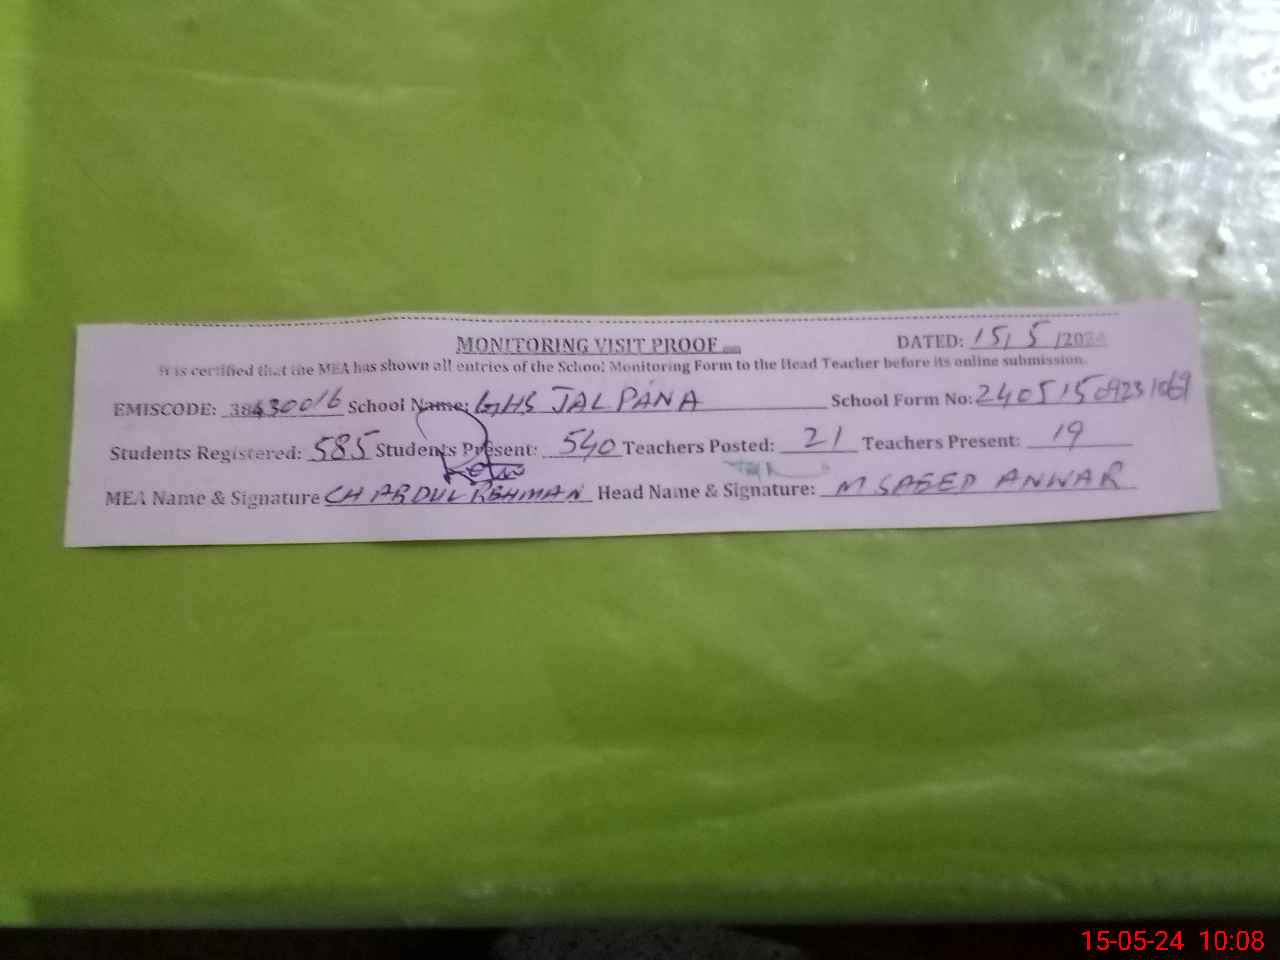 MONITORING VISIT PROOF DATED: 15/5/2024
It is certified that the MEA has shown all entries of the School Monitoring Form to the Head Teacher before its online submission.
EMISCODE: 38430016 School Name: GHS JALPANA School Form No: 24051509231069
Students Registered: 585 Students Present: 540 Teachers Posted: 21 Teachers Present: 19
MEA Name & Signature CH ABDUL REHMAN Head Name & Signature: M SAEED ANWAR
15-05-24 10:08